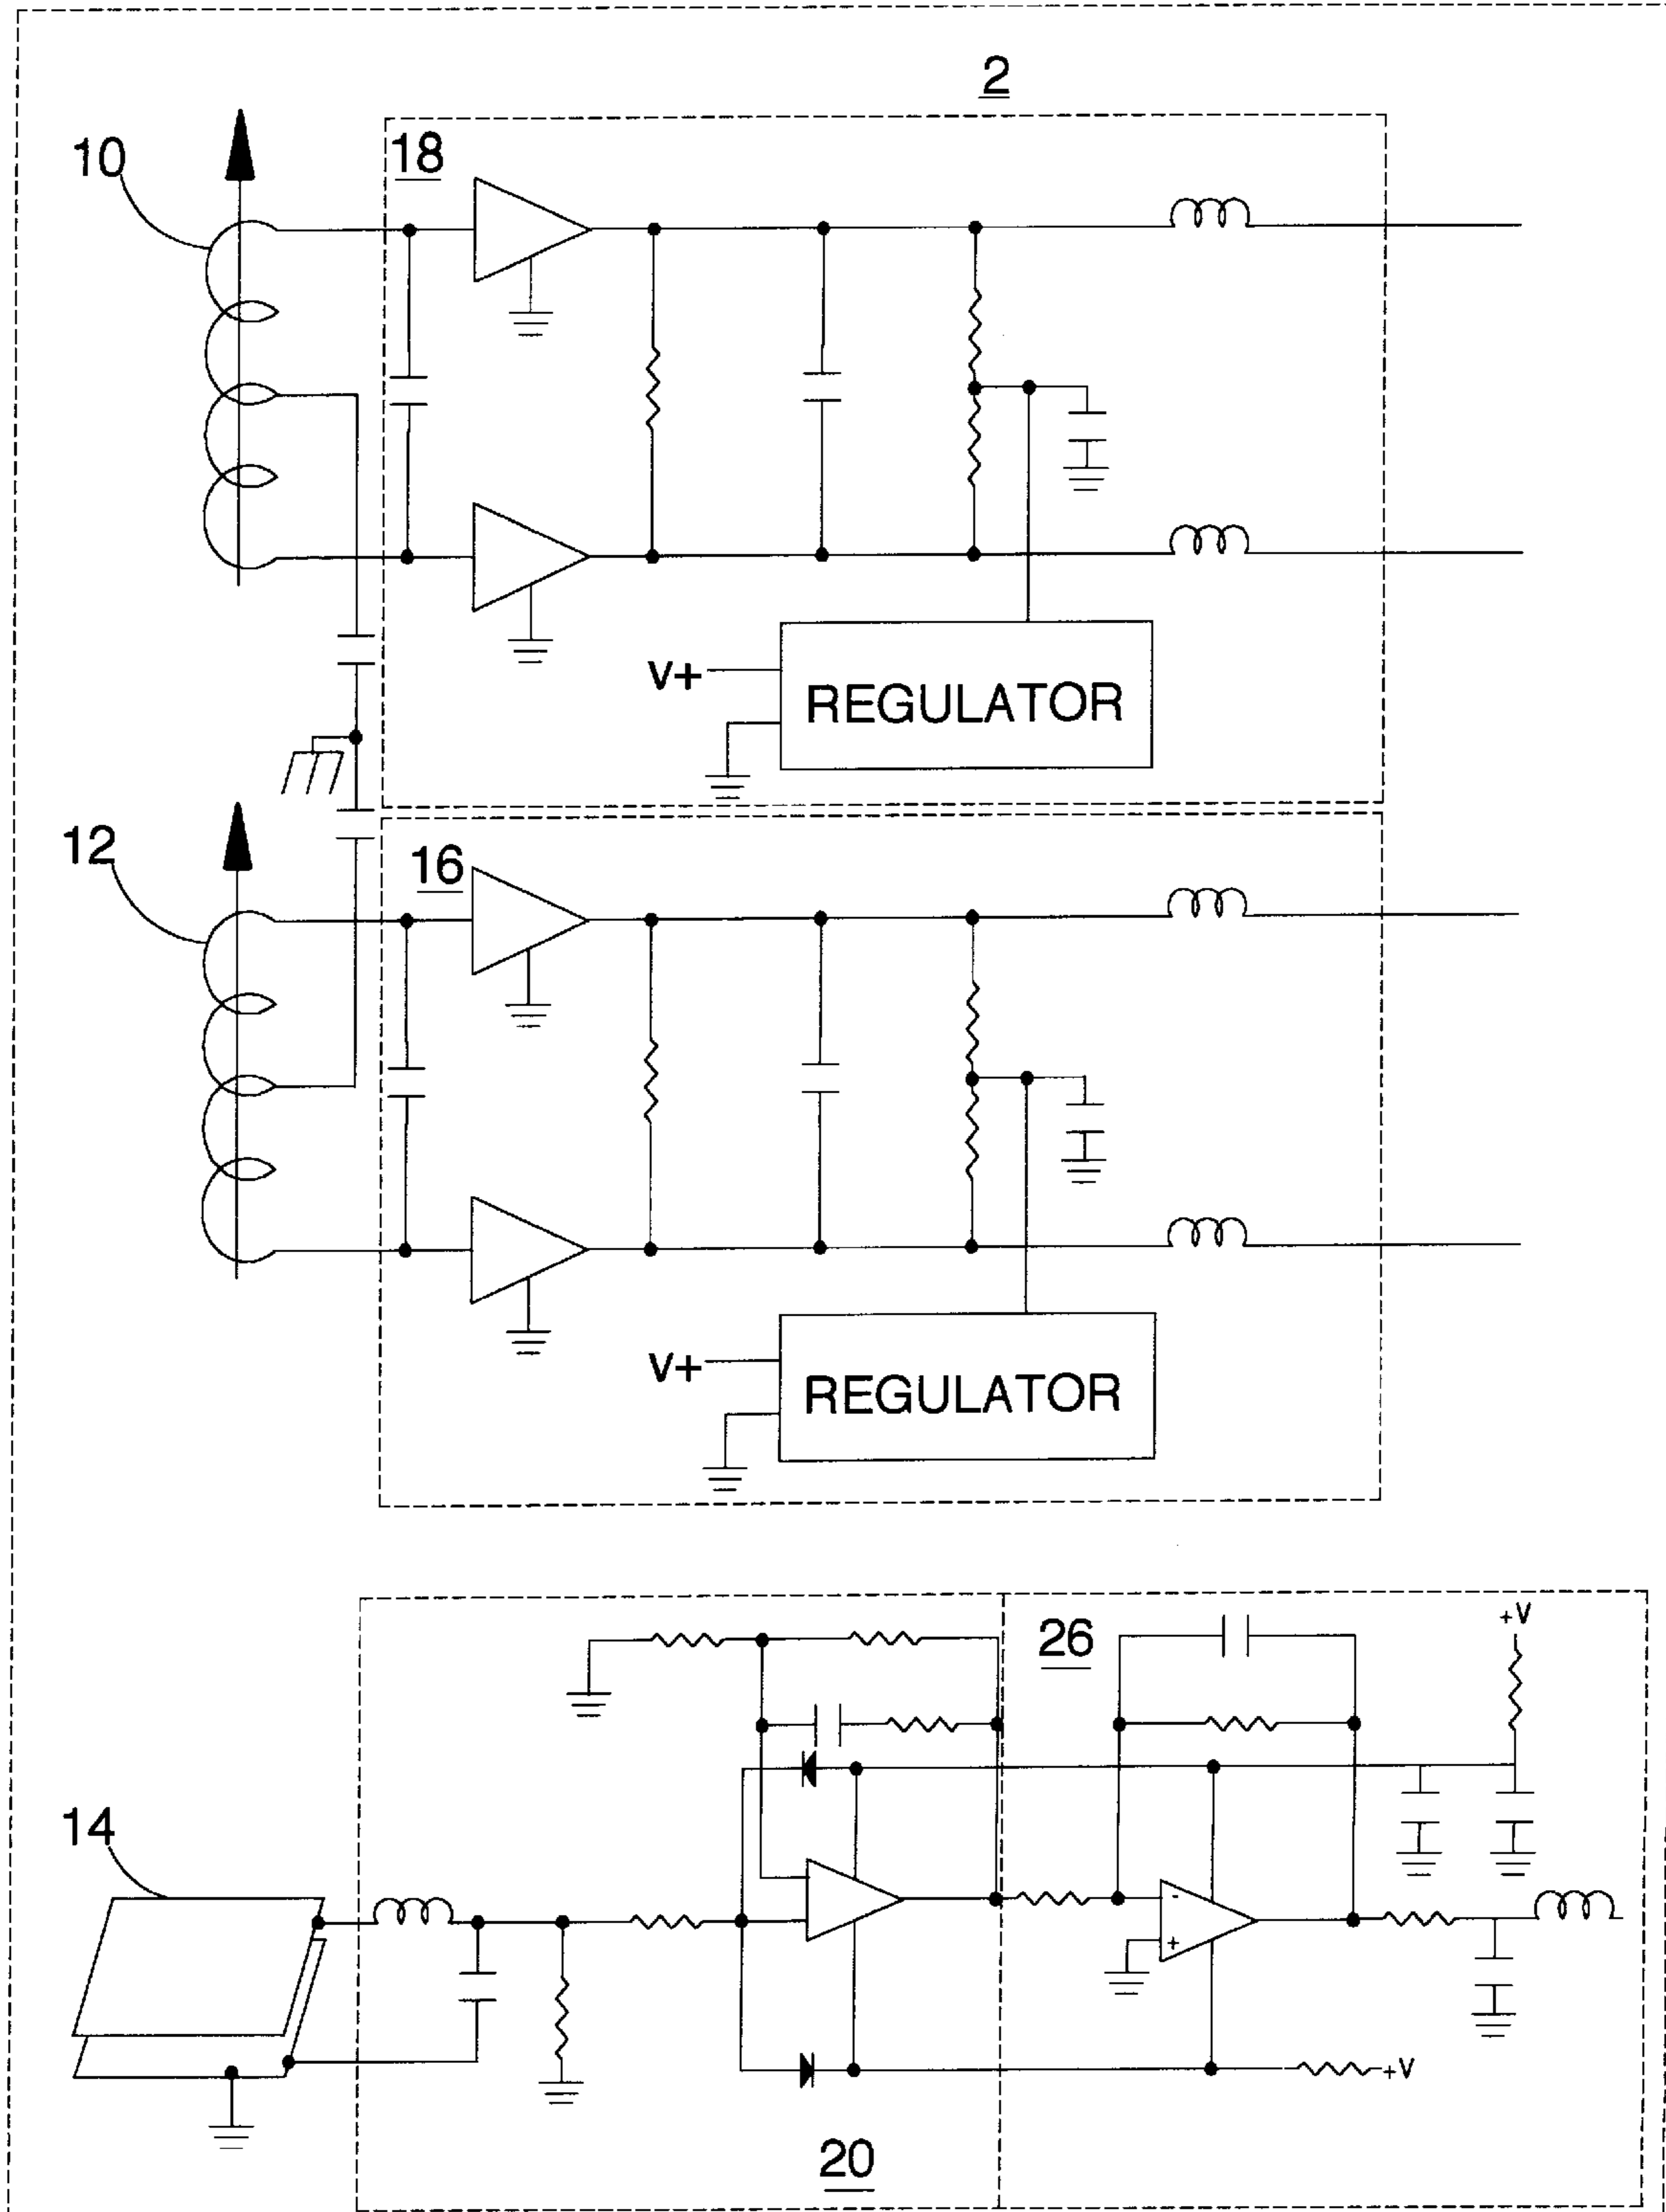 2
10
18
V+
REGULATOR
12
16
V+
REGULATOR
26
+V
14
-
+
+V
20